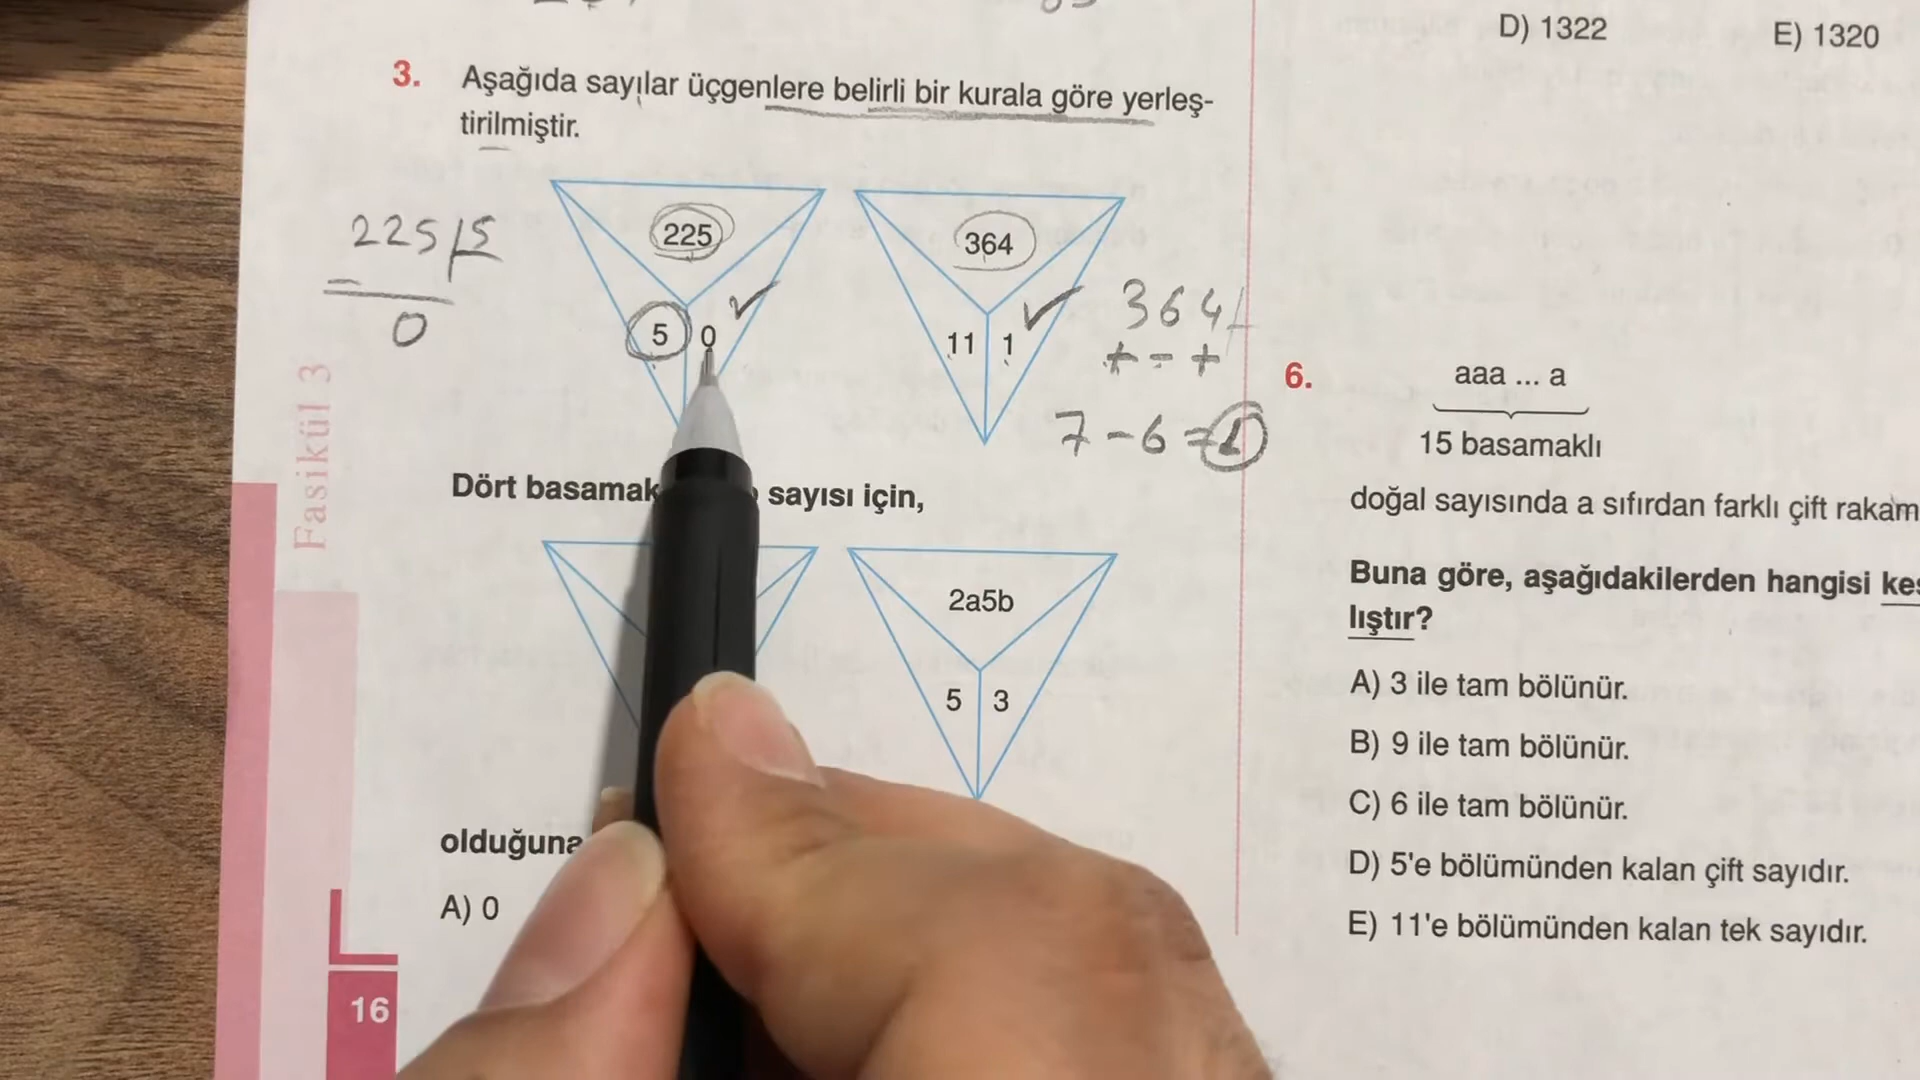 D) 1322
E) 1320
3. Aşağıda sayılar üçgenlere belirli bir kurala göre yerleş-
tirilmiştir.
225 5
0
225
5 0
364
11 1
364
+ - +
7 - 6 = 1
Dört basamak sayısı için,
2a5b
5 3
olduğuna
A) 0
Fasikül 3
16
6. aaa ... a
15 basamaklı
doğal sayısında a sıfırdan farklı çift rakam
Buna göre, aşağıdakilerden hangisi kes
lıştır?
A) 3 ile tam bölünür.
B) 9 ile tam bölünür.
C) 6 ile tam bölünür.
D) 5'e bölümünden kalan çift sayıdır.
E) 11'e bölümünden kalan tek sayıdır.